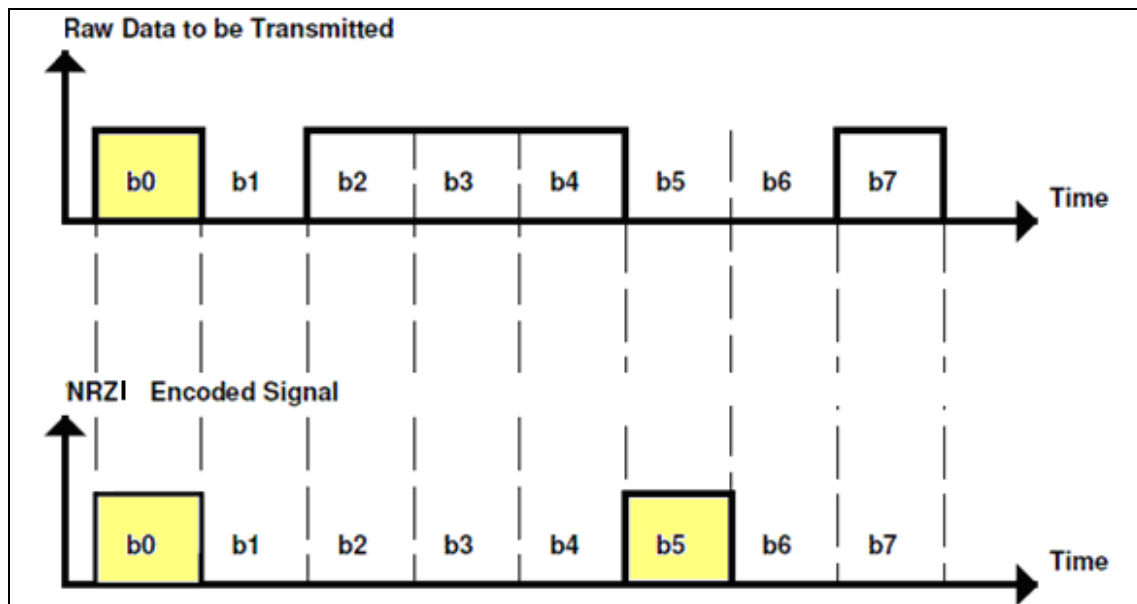 Raw Data to be Transmitted
b0 b1 b2 b3 b4 b5 b6 b7
Time
NRZI Encoded Signal
b0 b1 b2 b3 b4 b5 b6 b7
Time